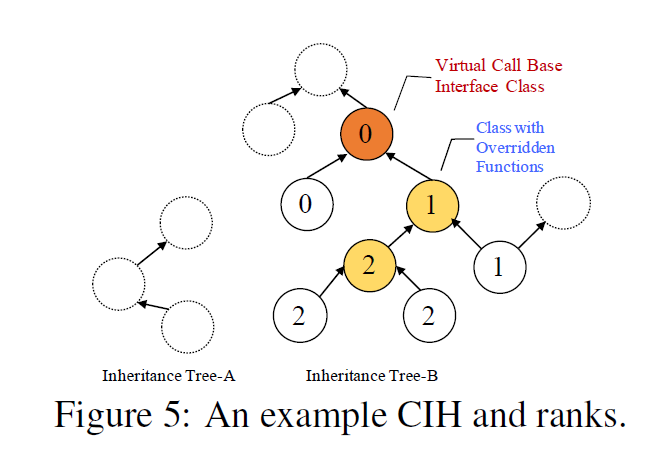 Virtual Call Base
Interface Class
0
Class with
Overridden
Functions
0
1
2
1
2
2
Inheritance Tree-A
Inheritance Tree-B
Figure 5: An example CIH and ranks.